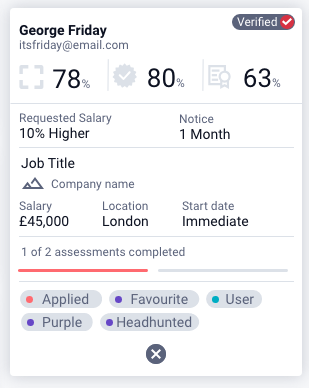 George Friday
Verified
itsfriday@email.com
78% 80% 63%
Requested Salary Notice
10% Higher 1 Month
Job Title
Company name
Salary Location Start date
£45,000 London Immediate
1 of 2 assessments completed
Applied Favourite User
Purple Headhunted